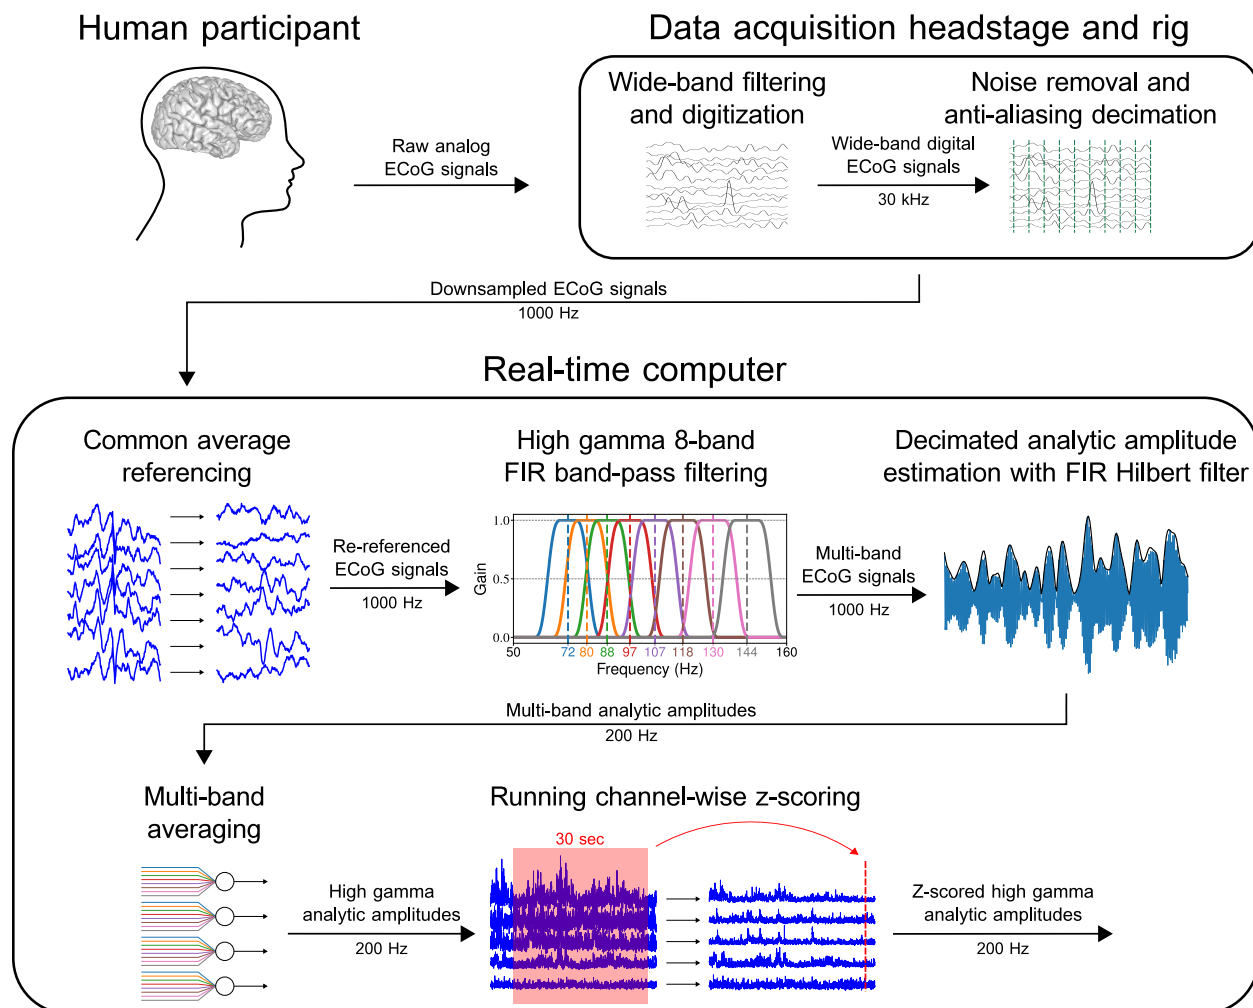 Human participant
Data acquisition headstage and rig
Wide-band filtering
and digitization
Noise removal and
anti-aliasing decimation
Raw analog
ECoG signals
Wide-band digital
ECoG signals
30 kHz
Downsampled ECoG signals
1000 Hz
Real-time computer
Common average
referencing
High gamma 8-band
FIR band-pass filtering
Decimated analytic amplitude
estimation with FIR Hilbert filter
Re-referenced
ECoG signals
1000 Hz
Gain
1.0
0.5
0.0
50 72 80 88 97 107 118 130 144 160
Frequency (Hz)
Multi-band
ECoG signals
1000 Hz
Multi-band analytic amplitudes
200 Hz
Multi-band
averaging
Running channel-wise z-scoring
30 sec
High gamma
analytic amplitudes
200 Hz
Z-scored high gamma
analytic amplitudes
200 Hz